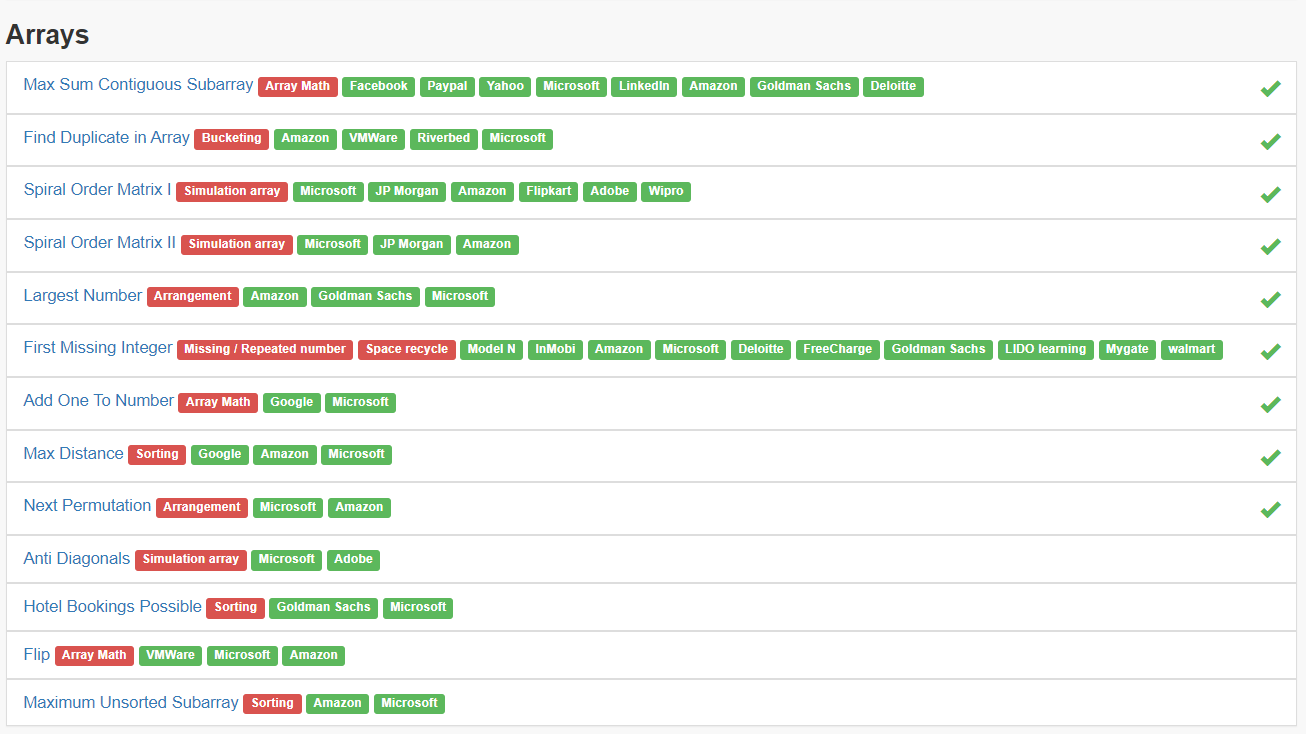 Arrays
Max Sum Contiguous Subarray Array Math Facebook Paypal Yahoo Microsoft LinkedIn Amazon Goldman Sachs Deloitte
Find Duplicate in Array Bucketing Amazon VMWare Riverbed Microsoft
Spiral Order Matrix I Simulation array Microsoft JP Morgan Amazon Flipkart Adobe Wipro
Spiral Order Matrix II Simulation array Microsoft JP Morgan Amazon
Largest Number Arrangement Amazon Goldman Sachs Microsoft
First Missing Integer Missing / Repeated number Space recycle Model N InMobi Amazon Microsoft Deloitte FreeCharge Goldman Sachs LIDO learning Mygate walmart
Add One To Number Array Math Google Microsoft
Max Distance Sorting Google Amazon Microsoft
Next Permutation Arrangement Microsoft Amazon
Anti Diagonals Simulation array Microsoft Adobe
Hotel Bookings Possible Sorting Goldman Sachs Microsoft
Flip Array Math VMWare Microsoft Amazon
Maximum Unsorted Subarray Sorting Amazon Microsoft